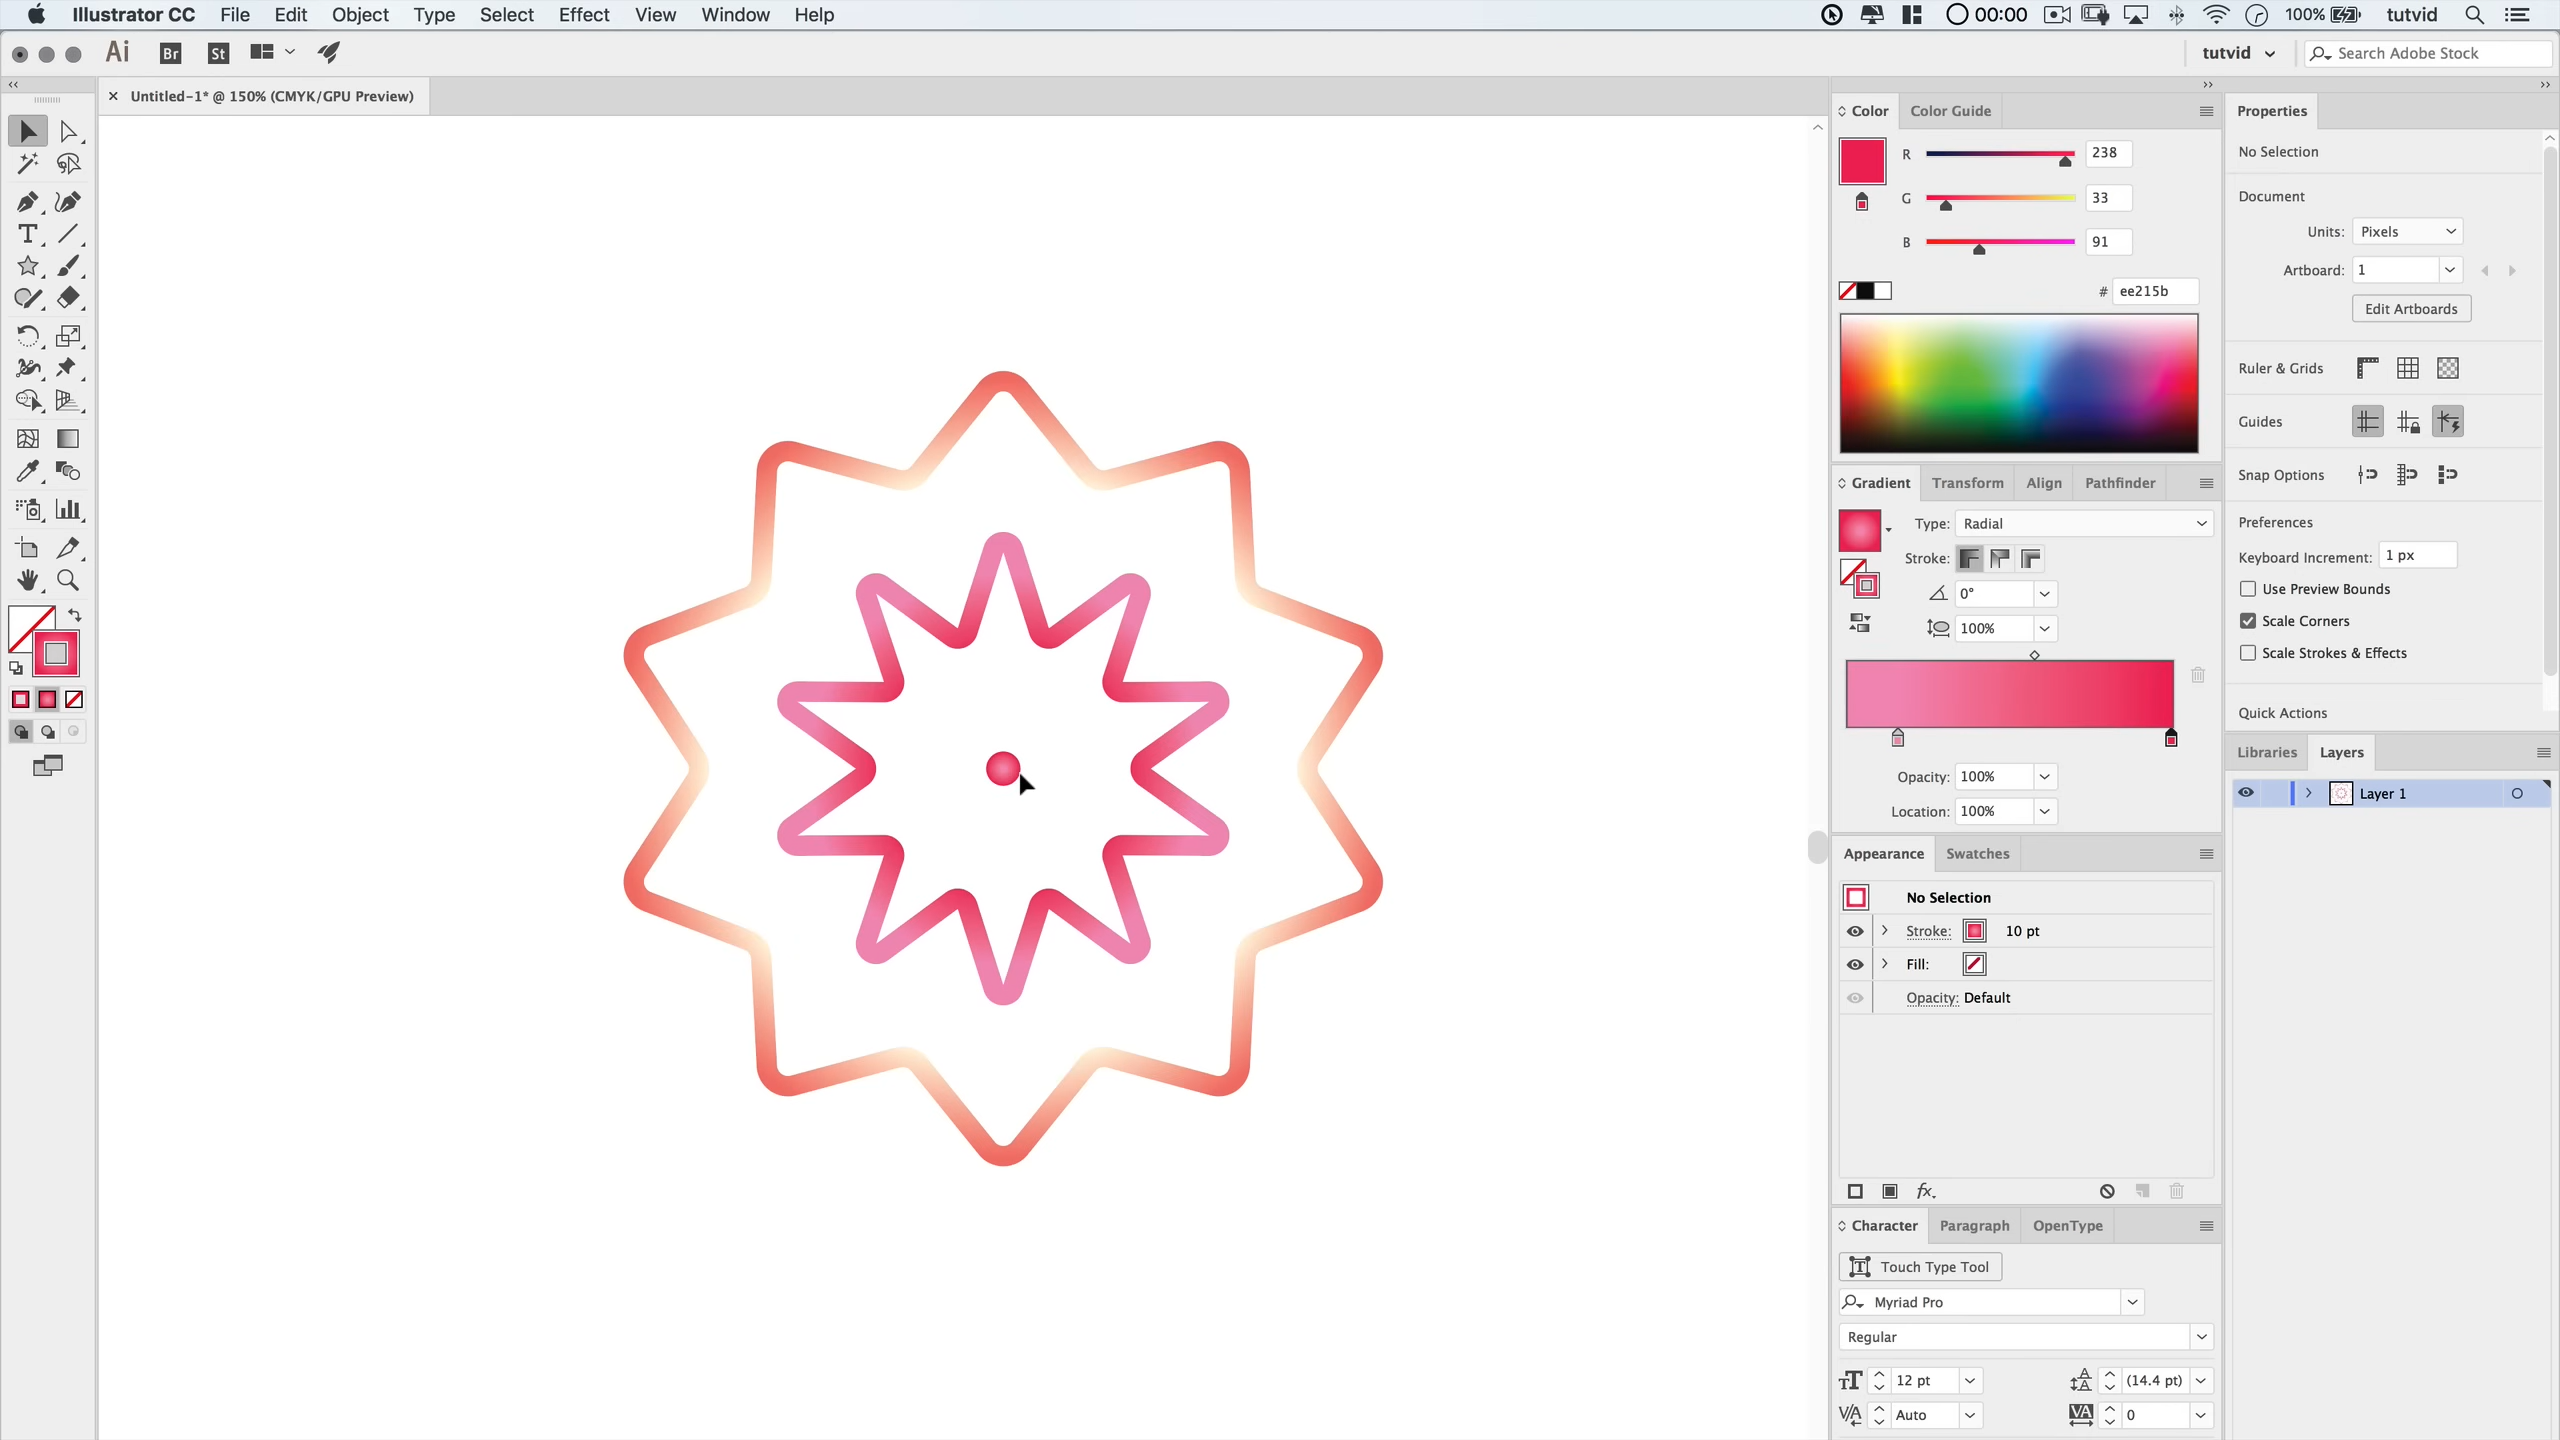 Illustrator CC File Edit Object Type Select Effect View Window Help 00:00 100% tutvid
Ai Br St tutvid Search Adobe Stock
× Untitled-1* @ 150% (CMYK/GPU Preview)
Color Color Guide
R 238
G 33
B 91
# ee215b
Gradient Transform Align Pathfinder
Type: Radial
Stroke:
0°
100%
Opacity: 100%
Location: 100%
Appearance Swatches
No Selection
Stroke: 10 pt
Fill:
Opacity: Default
fx.
Character Paragraph OpenType
Touch Type Tool
Myriad Pro
Regular
12 pt (14.4 pt)
VA Auto VA 0
Properties
No Selection
Document
Units: Pixels
Artboard: 1
Edit Artboards
Ruler & Grids
Guides
Snap Options
Preferences
Keyboard Increment: 1 px
Use Preview Bounds
Scale Corners
Scale Strokes & Effects
Quick Actions
Libraries Layers
Layer 1